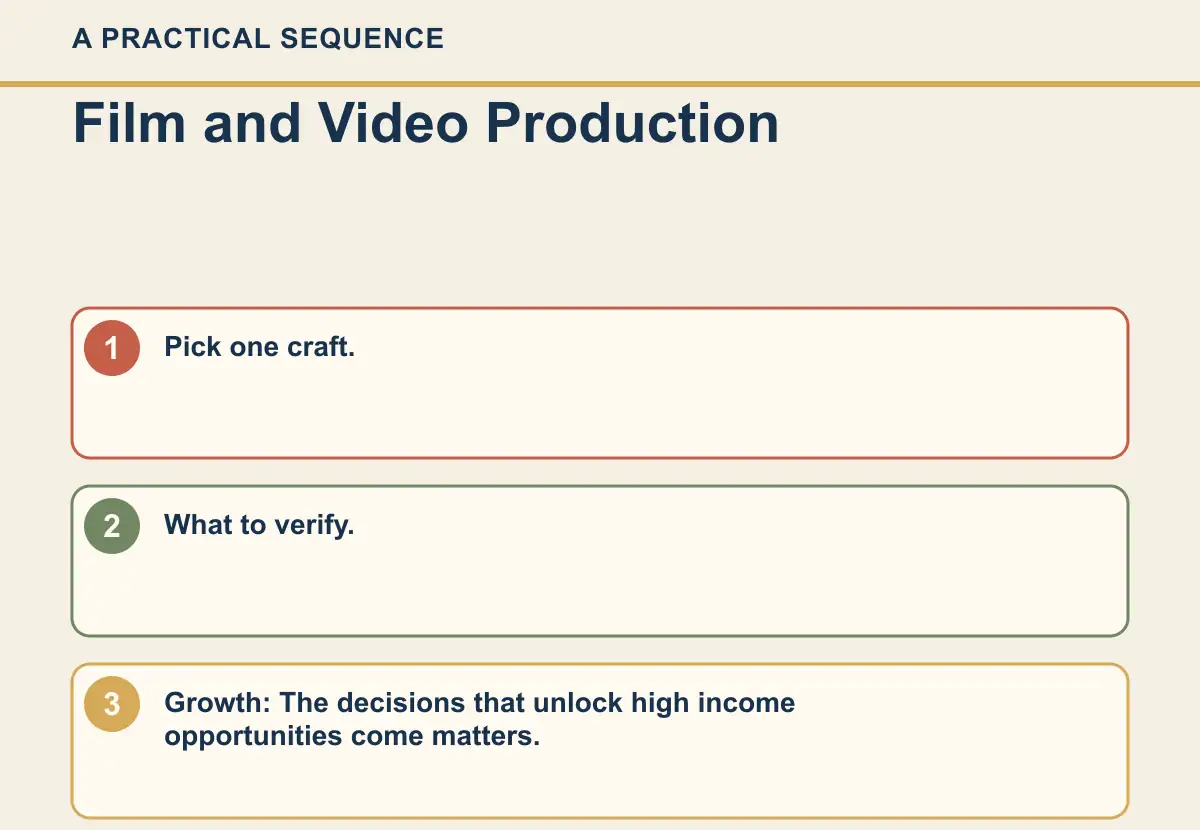 A PRACTICAL SEQUENCE
Film and Video Production
1
Pick one craft.
2
What to verify.
3
Growth: The decisions that unlock high income
opportunities come matters.